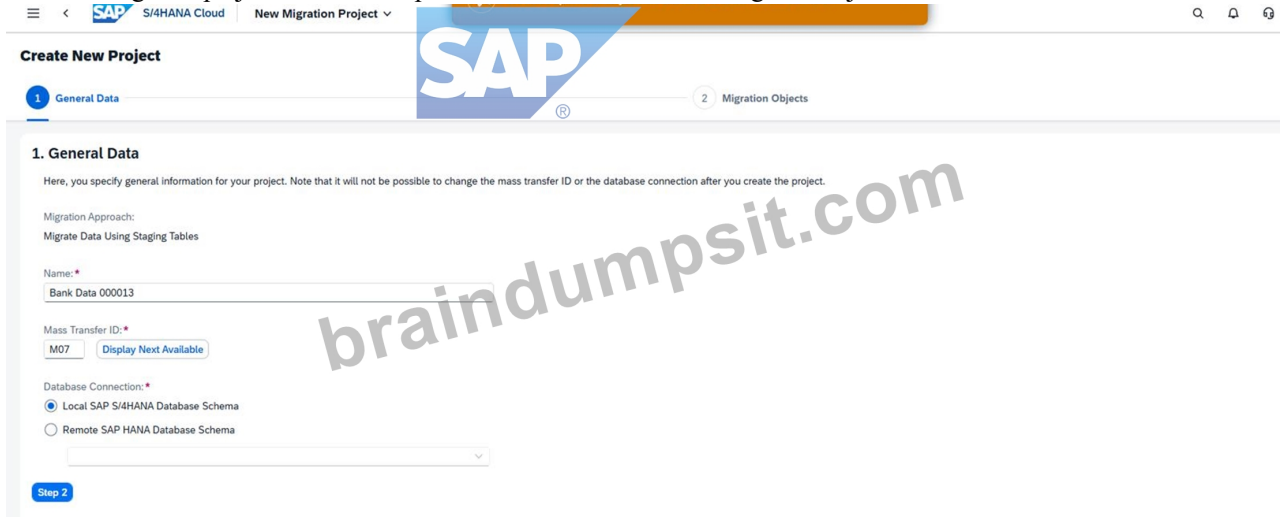 SAP S/4HANA Cloud New Migration Project
SAP
®
Create New Project
1 General Data
2 Migration Objects
1. General Data
Here, you specify general information for your project. Note that it will not be possible to change the mass transfer ID or the database connection after you create the project.
Migration Approach:
Migrate Data Using Staging Tables
Name:*
Bank Data 000013
Mass Transfer ID:*
M07 Display Next Available
Database Connection:*
Local SAP S/4HANA Database Schema
Remote SAP HANA Database Schema
Step 2
braindumpsit.com